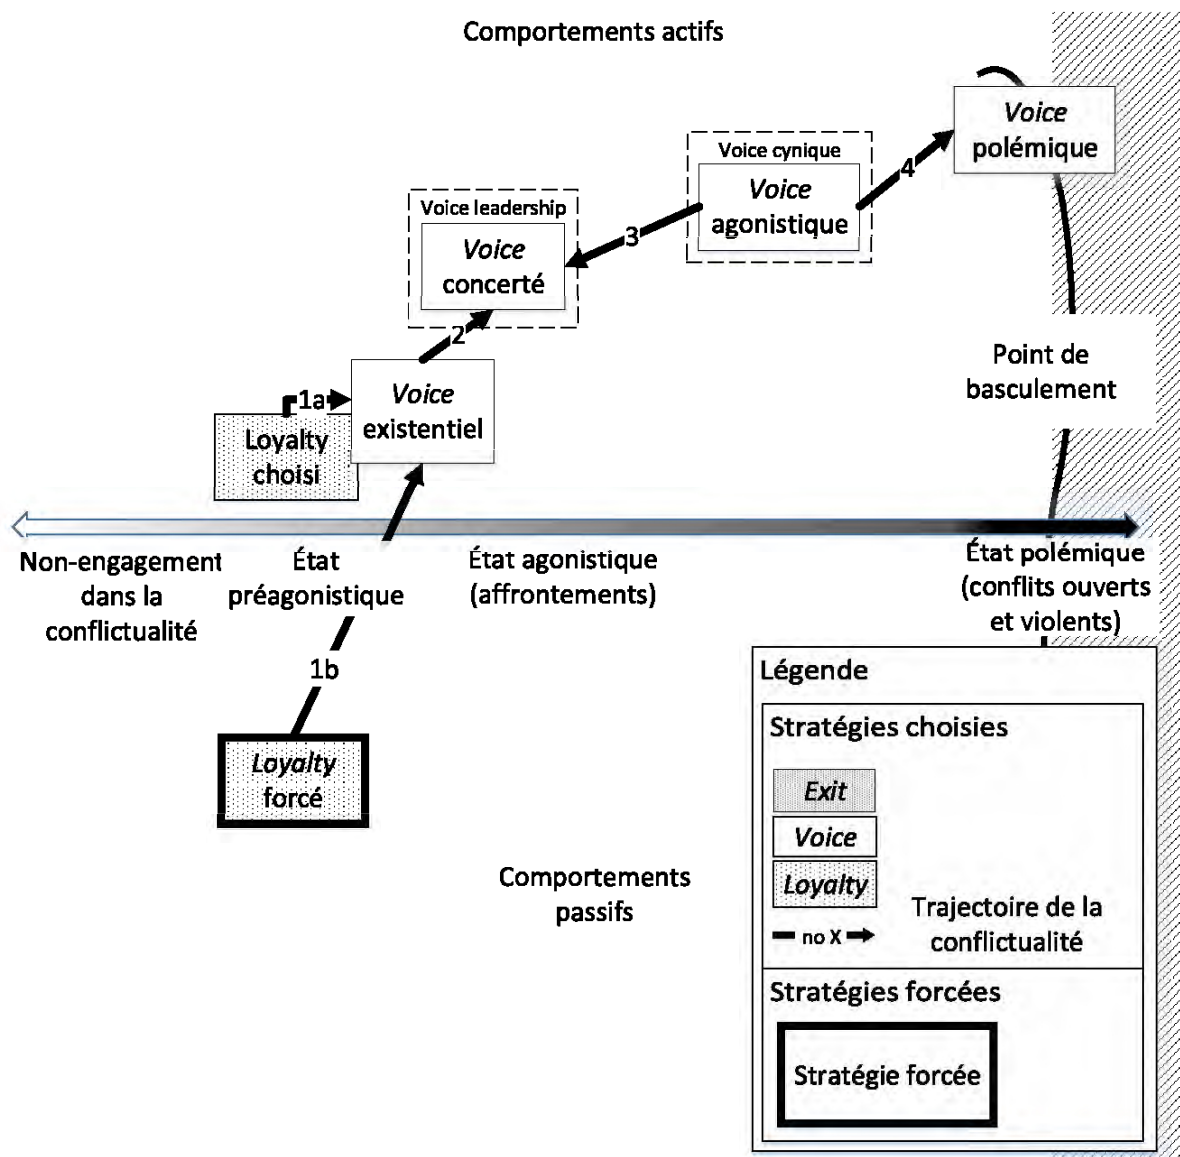 Comportements actifs
Voice
polémique
Voice cynique
Voice
agonistique
4
Voice leadership
Voice
concerté
3
2
Point de
basculement
1a
Voice
existentiel
Loyalty
choisi
Non-engagement
dans la
conflictualité
État
préagonistique
État agonistique
(affrontements)
État polémique
(conflits ouverts
et violents)
1b
Loyalty
forcé
Comportements
passifs
Légende
Stratégies choisies
Exit
Voice
Loyalty
no X
Trajectoire de la
conflictualité
Stratégies forcées
Stratégie forcée